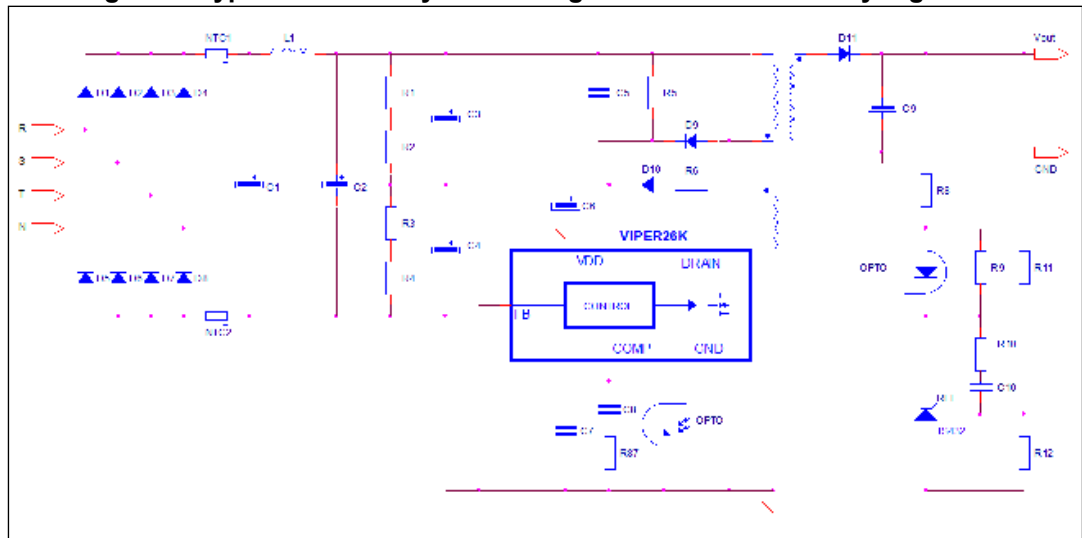 NTC1
L1
D11
Vout
D1 D2 D3 D4
R1
C5
R5
C3
C9
R
D9
S
R2
GND
D10
R6
C1
C2
R8
T
C6
N
R3
VIPER26K
C4
VDD
DRAIN
OPTO
R9
R11
D5 D6 D7 D8
R4
CONTROL
FB
NTC2
COMP
GND
R10
C10
C8
OPTO
C7
R87
R12